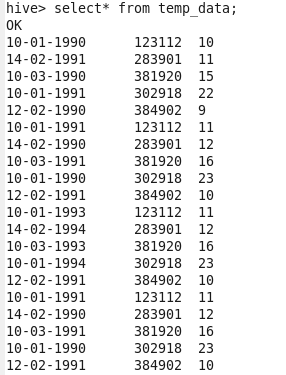 hive> select* from temp_data;
OK
10-01-1990 123112 10
14-02-1991 283901 11
10-03-1990 381920 15
10-01-1991 302918 22
12-02-1990 384902 9
10-01-1991 123112 11
14-02-1990 283901 12
10-03-1991 381920 16
10-01-1990 302918 23
12-02-1991 384902 10
10-01-1993 123112 11
14-02-1994 283901 12
10-03-1993 381920 16
10-01-1994 302918 23
12-02-1991 384902 10
10-01-1991 123112 11
14-02-1990 283901 12
10-03-1991 381920 16
10-01-1990 302918 23
12-02-1991 384902 10